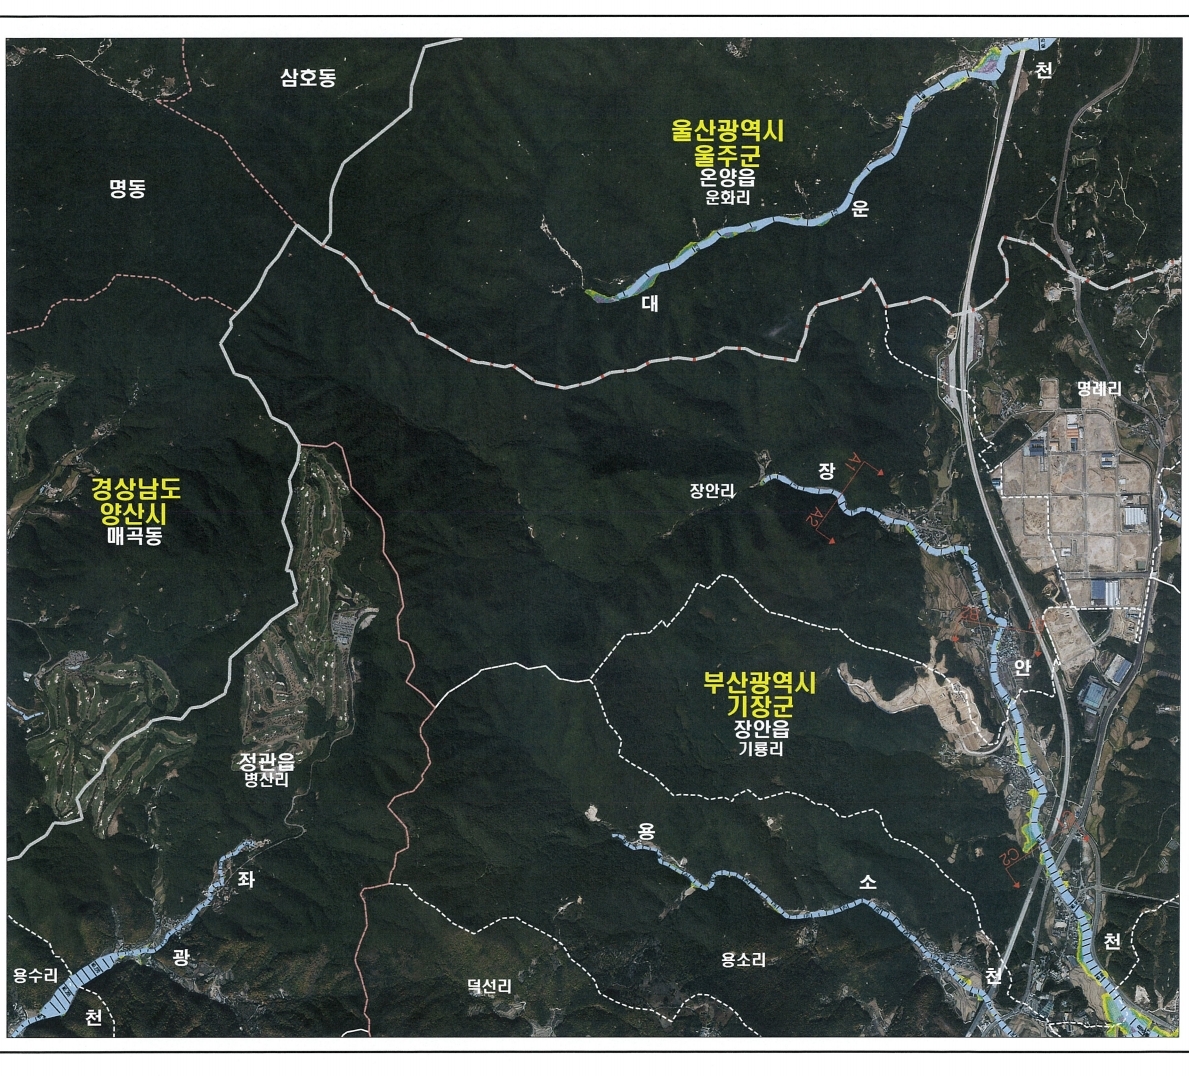 삼호동
천
울산광역시
울주군
온양읍
운화리
명동
운
대
명례리
장
A1
장안리
경상남도
양산시
매곡동
A2
안
부산광역시
기장군
장안읍
기룡리
정관읍
병산리
용
C2
좌
소
천
광
용소리
용수리
천
덕선리
천